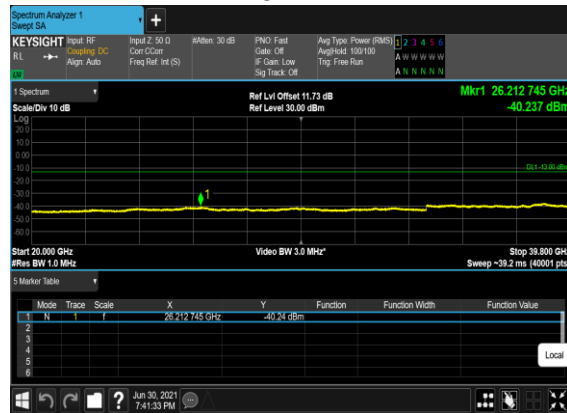 Spectrum Analyzer 1
Swept SA
+
KEYSIGHT Input: RF Input Z: 50 Ω #Atten: 30 dB PNO: Fast Avg Type: Power (RMS) 1 2 3 4 5 6
RL Coupling: DC Corr CCorr Gate: Off Avg|Hold: 100/100 A W W W W W
Align: Auto Freq Ref: Int (S) IF Gain: Low Trig: Free Run
Sig Track: Off A N N N N N
1 Spectrum Ref Lvl Offset 11.73 dB Mkr1 26.212 745 GHz
Scale/Div 10 dB Ref Level 30.00 dBm -40.237 dBm
Log
20.0
10.0
0.00
-10.0 DL1 -13.00 dBm
-20.0
-30.0
1
-40.0
-50.0
-60.0
Start 20.000 GHz Video BW 3.0 MHz* Stop 39.800 GHz
#Res BW 1.0 MHz Sweep ~39.2 ms (40001 pts
5 Marker Table
Mode Trace Scale X Y Function Function Width Function Value
1 N 1 f 26.212 745 GHz -40.24 dBm
2
3
4
5
6
Local
? Jun 30, 2021
7:41:33 PM